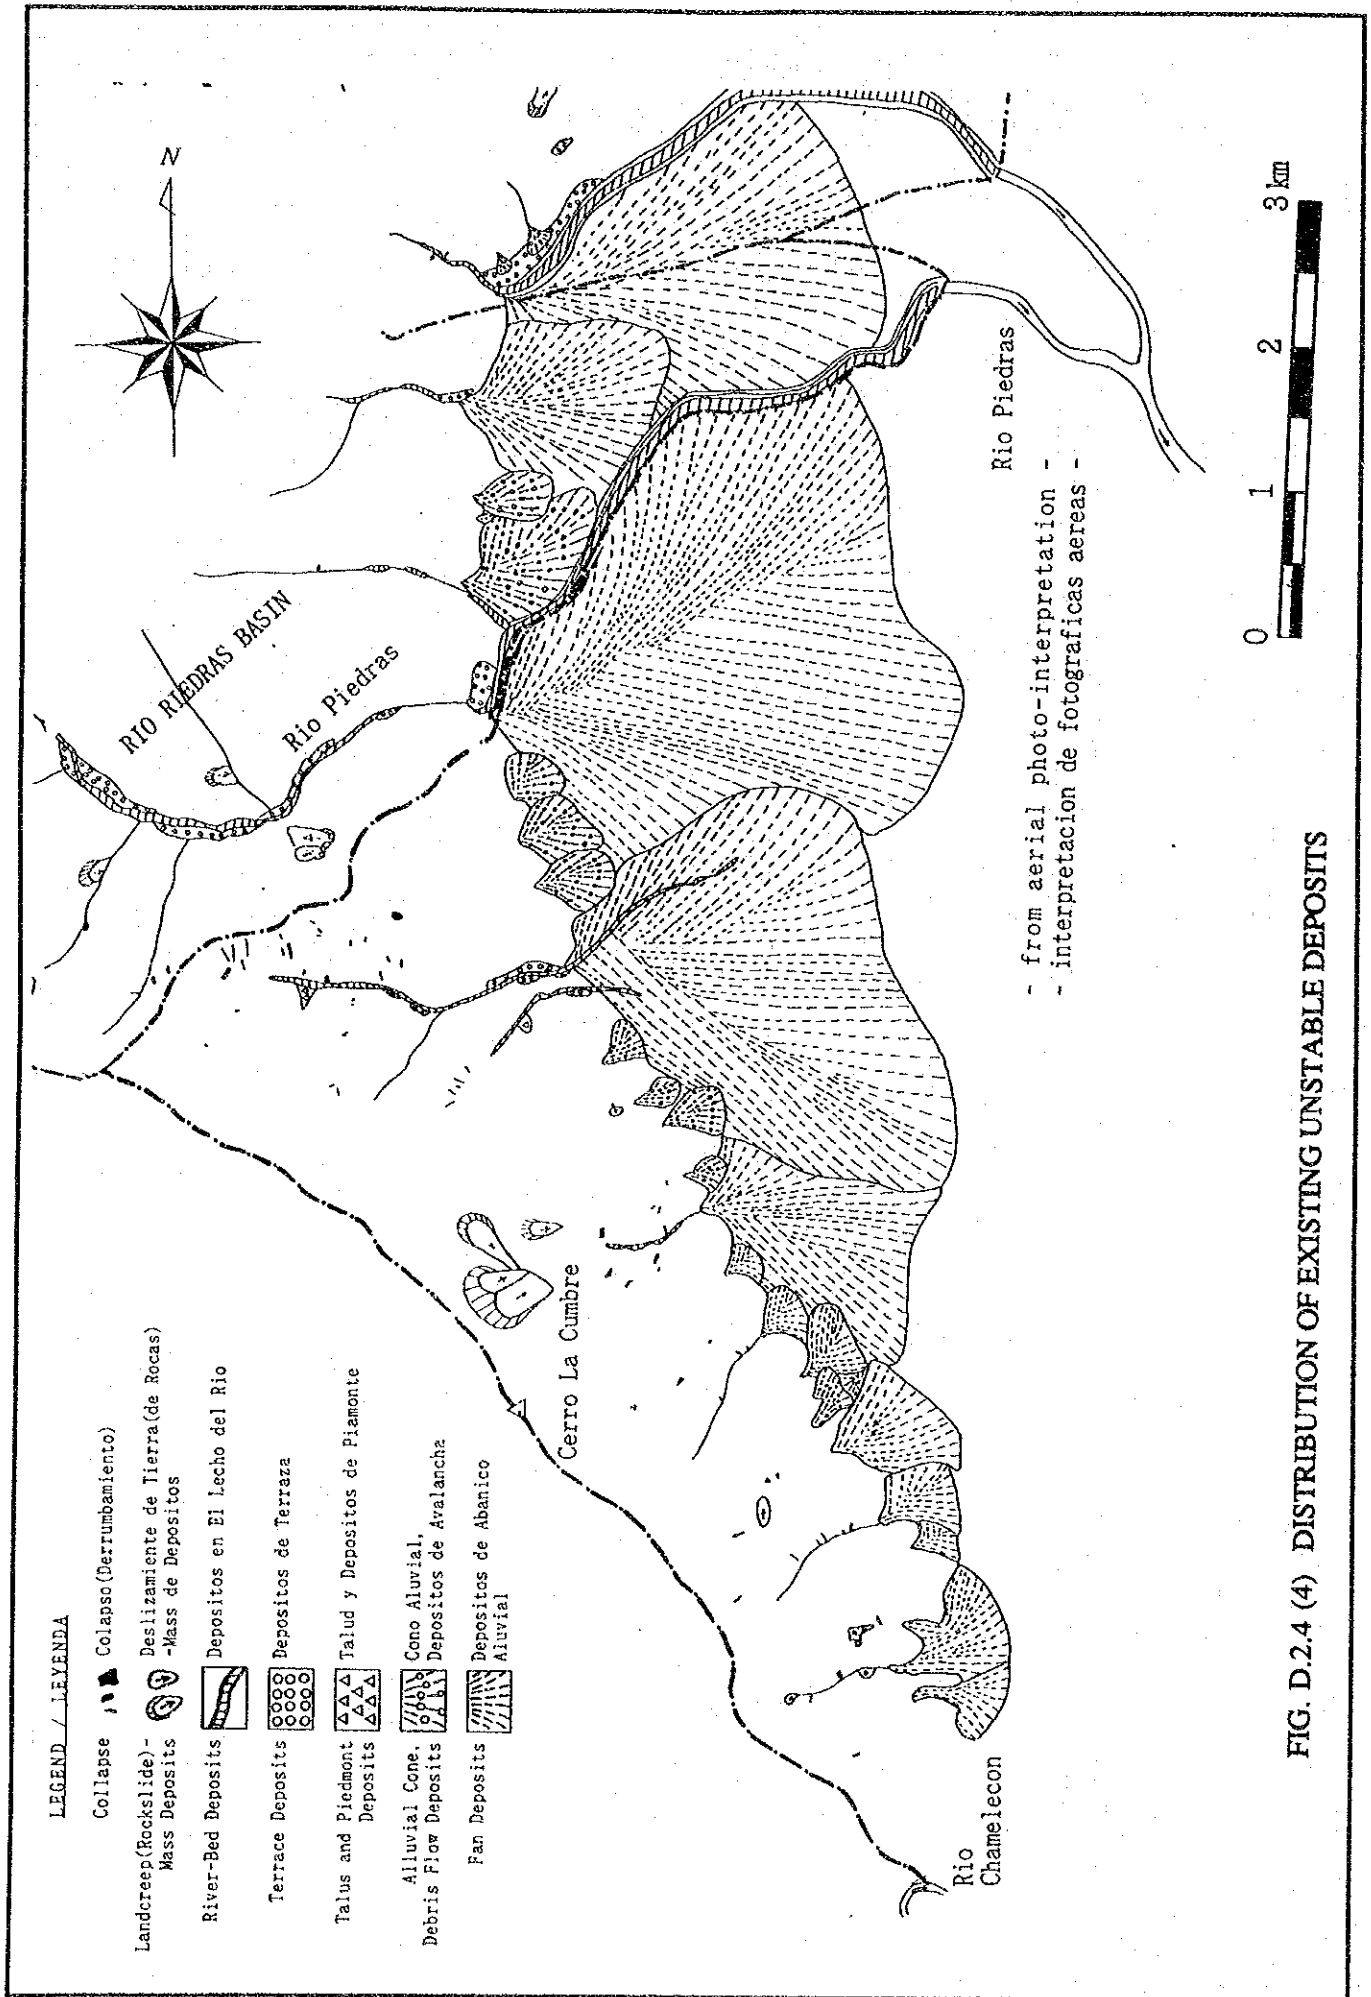 LEGEND / LEYENDA
Collapse Colapso(Derrumbamiento)
Landcreep(Rockslide)- Deslizamiente de Tierra(de Rocas)
Mass Deposits -Mass de Depositos
River-Bed Deposits Depositos en El Lecho del Rio
Terrace Deposits Depositos de Terraza
Talus and Piedmont Talud y Depositos de Piamonte
Deposits
Alluvial Cone, Cono Aluvial,
Debris Flow Deposits Depositos de Avalancha
Fan Deposits Depositos de Abanico
Aluvial
N
RIO RIEDRAS BASIN
Rio Piedras
Cerro La Cumbre
Rio
Chamelecon
Rio Piedras
- from aerial photo-interpretation -
- interpretacion de fotograficas aereas -
0 1 2 3 km
FIG. D.2.4 (4) DISTRIBUTION OF EXISTING UNSTABLE DEPOSITS